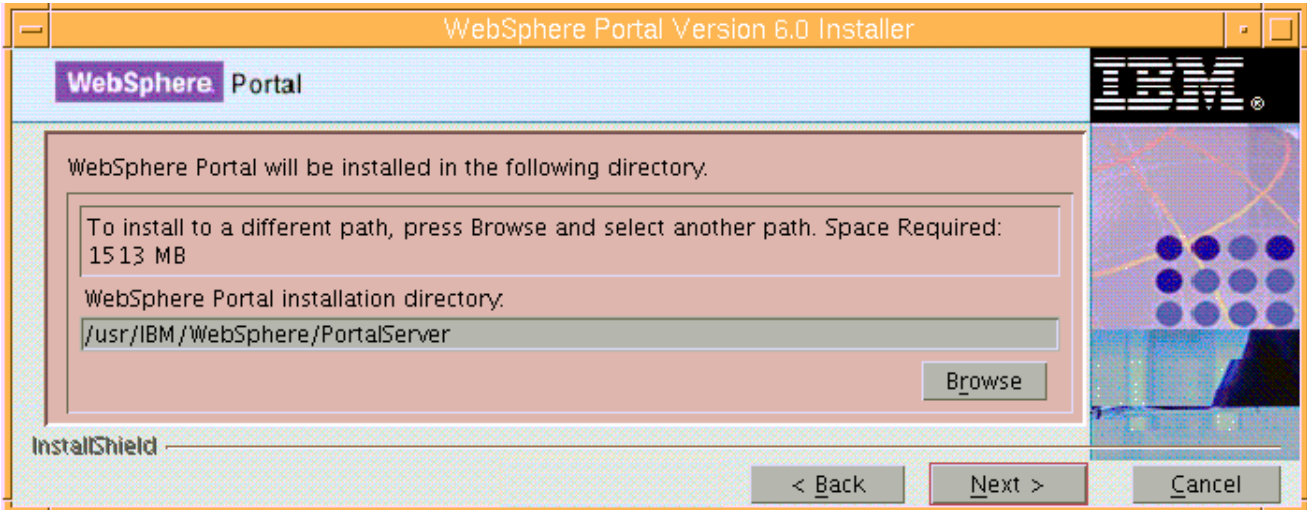 WebSphere Portal Version 6.0 Installer
WebSphere Portal
IBM®
WebSphere Portal will be installed in the following directory.
To install to a different path, press Browse and select another path. Space Required:
1513 MB
WebSphere Portal installation directory:
/usr/IBM/WebSphere/PortalServer
Browse
InstallShield
< Back Next > Cancel